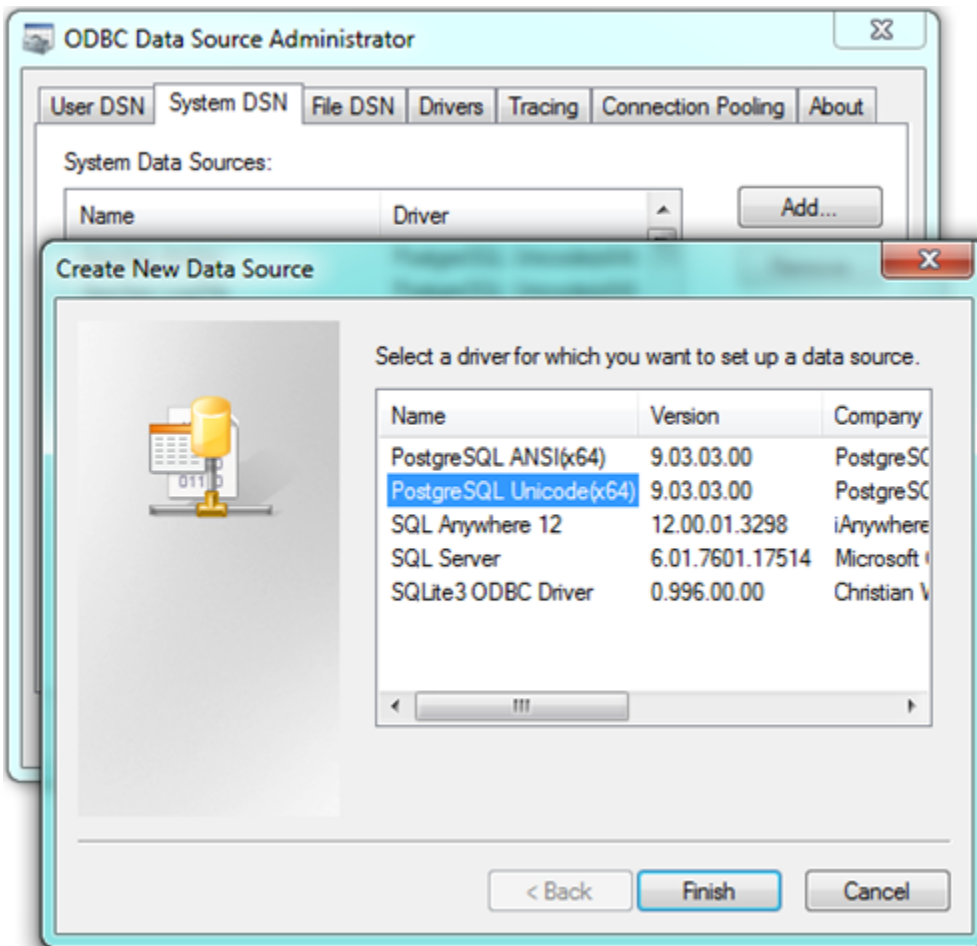 ODBC Data Source Administrator
User DSN System DSN File DSN Drivers Tracing Connection Pooling About
System Data Sources:
Name Driver Add...
Create New Data Source
Select a driver for which you want to set up a data source.
Name Version Company
PostgreSQL ANSI(x64) 9.03.03.00
PostgreSQL Unicode(x64) 9.03.03.00
SQL Anywhere 12 12.00.01.3298 iAnywhere
SQL Server 6.01.7601.17514 Microsoft
SQLite3 ODBC Driver 0.996.00.00 Christian
< Back Finish Cancel